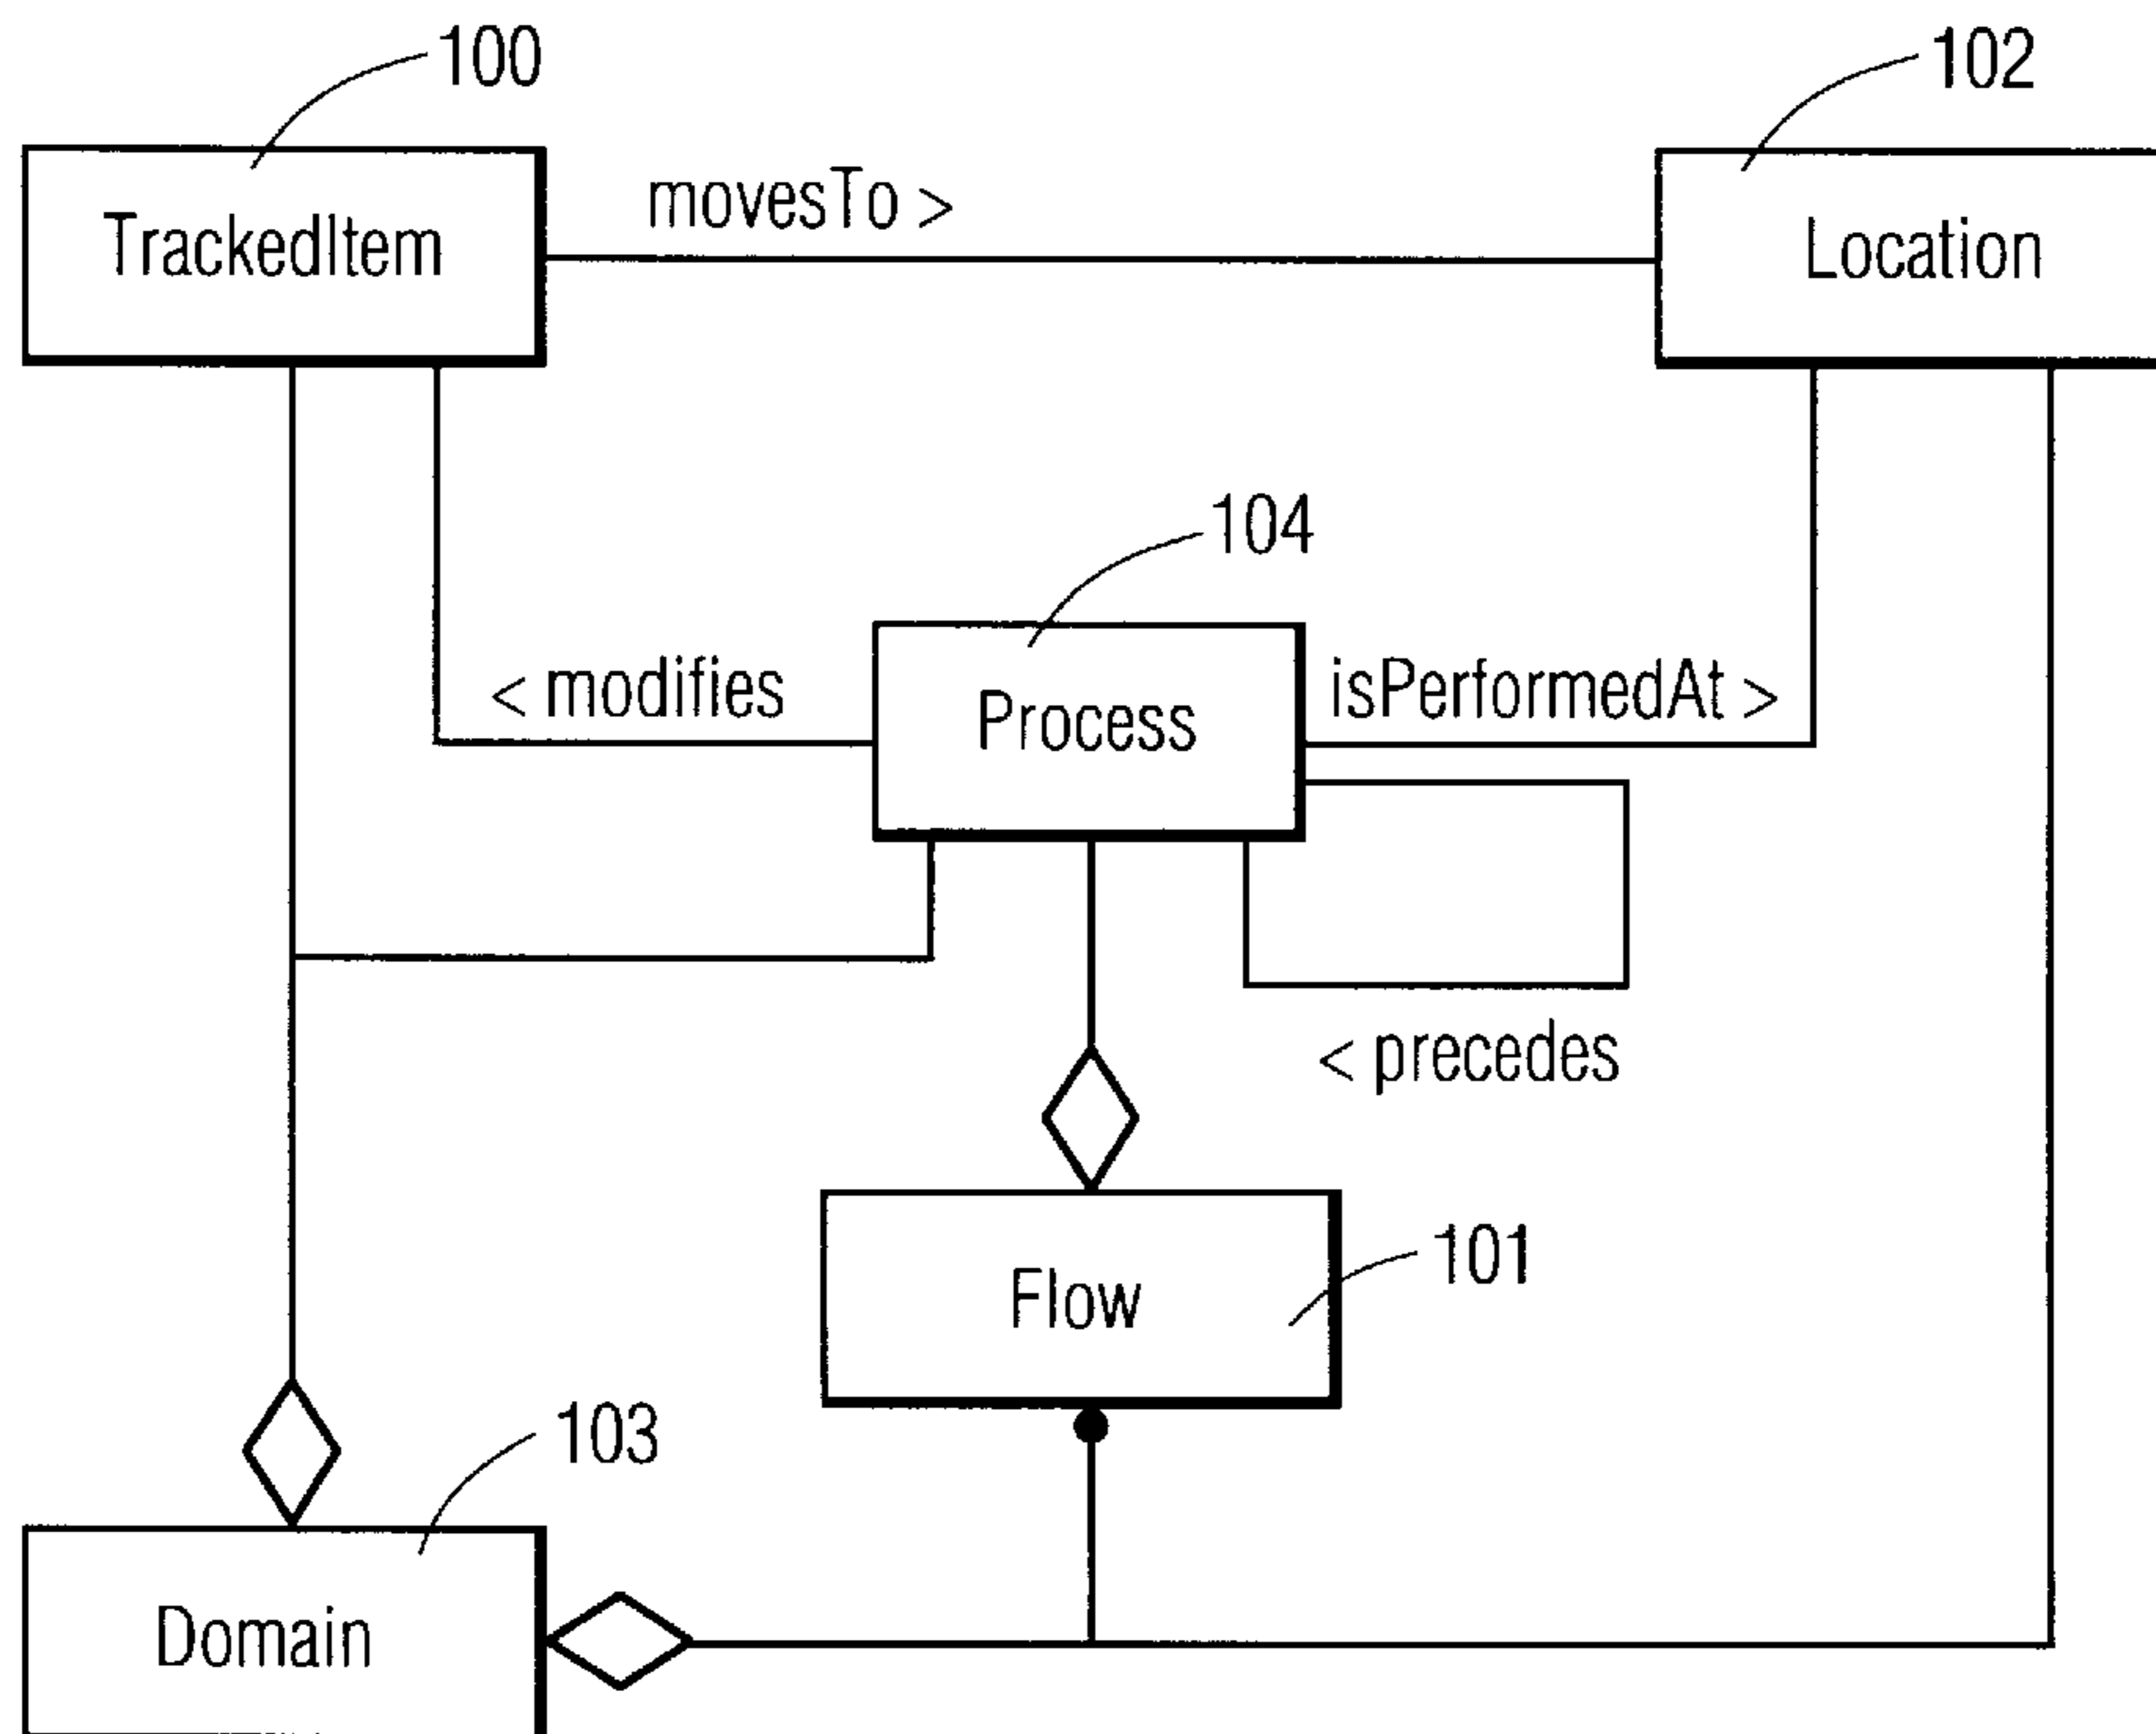 100
102
TrackedItem
movesTo >
Location
104
< modifies
Process
isPerformedAt >
< precedes
Flow
101
103
Domain